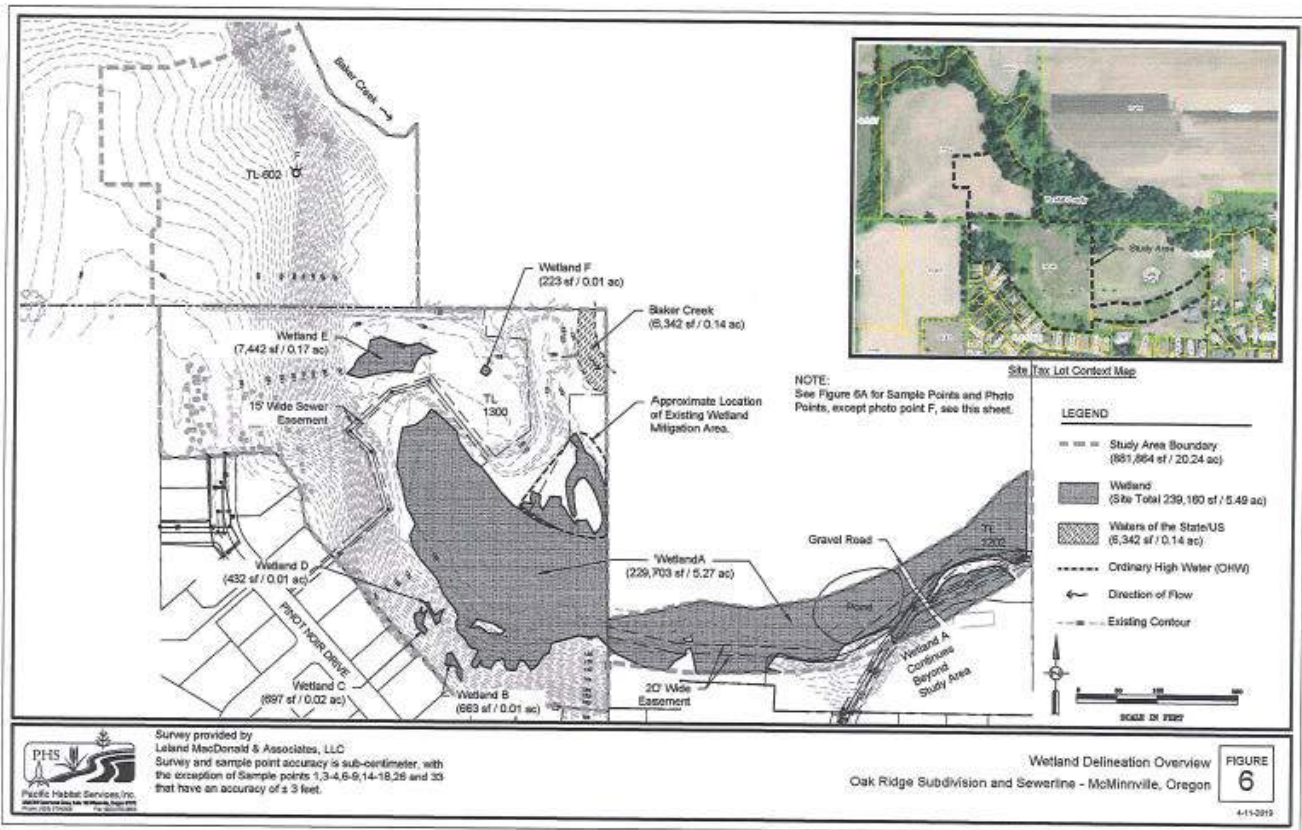 Baker Creek
TL 602
Wetland F
(223 sf / 0.01 ac)
Baker Creek
(6,342 sf / 0.14 ac)
Wetland E
(7,442 sf / 0.17 ac)
15' Wide Sewer
Easement
TL
1300
Approximate Location
of Existing Wetland
Mitigation Area.
Wetland D
(432 sf / 0.01 ac)
PINOT NOIR DRIVE
Wetland C
(697 sf / 0.02 ac)
Wetland B
(663 sf / 0.01 ac)
'WetlandA
(229,703 sf / 5.27 ac)
20' Wide
Easement
Gravel Road
Pond
TL
1202
Wetland A
Continues
Beyond
Study Area
Study Area
Site Tax Lot Context Map
NOTE:
See Figure 6A for Sample Points and Photo
Points, except photo point F, see this sheet.
LEGEND
Study Area Boundary
(881,864 sf / 20.24 ac)
Wetland
(Site Total 239,160 sf / 5.49 ac)
Waters of the State/US
(6,342 sf / 0.14 ac)
Ordinary High Water (OHW)
Direction of Flow
Existing Contour
SCALE IN FEET
PHS
Pacific Habitat Services, Inc.
Survey provided by
Leland MacDonald & Associates, LLC
Survey and sample point accuracy is sub-centimeter, with
the exception of Sample points 1,3-4,6-9,14-18,26 and 33
that have an accuracy of ± 3 feet.
Wetland Delineation Overview
Oak Ridge Subdivision and Sewerline - McMinnville, Oregon
FIGURE
6
4-11-2019